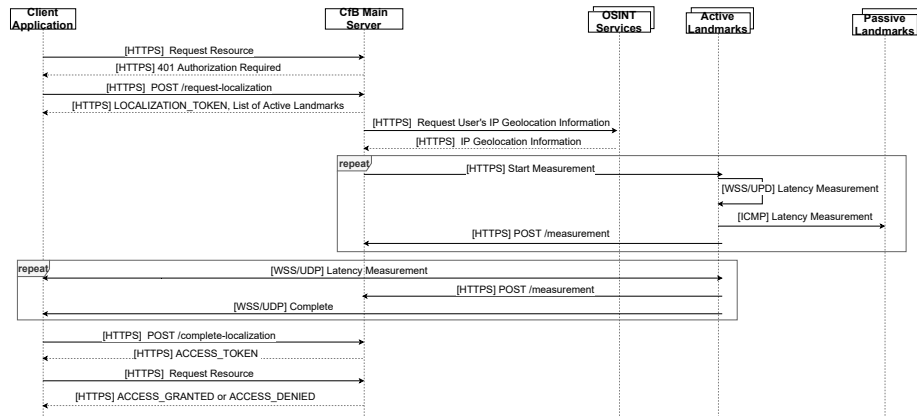 Client
Application
CfB Main
Server
OSINT
Services
Active
Landmarks
Passive
Landmarks
[HTTPS] Request Resource
[HTTPS] 401 Authorization Required
[HTTPS] POST /request-localization
[HTTPS] LOCALIZATION_TOKEN, List of Active Landmarks
[HTTPS] Request User's IP Geolocation Information
[HTTPS] IP Geolocation Information
repeat
[HTTPS] Start Measurement
[WSS/UPD] Latency Measurement
[ICMP] Latency Measurement
[HTTPS] POST /measurement
repeat
[WSS/UDP] Latency Measurement
[HTTPS] POST /measurement
[WSS/UDP] Complete
[HTTPS] POST /complete-localization
[HTTPS] ACCESS_TOKEN
[HTTPS] Request Resource
[HTTPS] ACCESS_GRANTED or ACCESS_DENIED